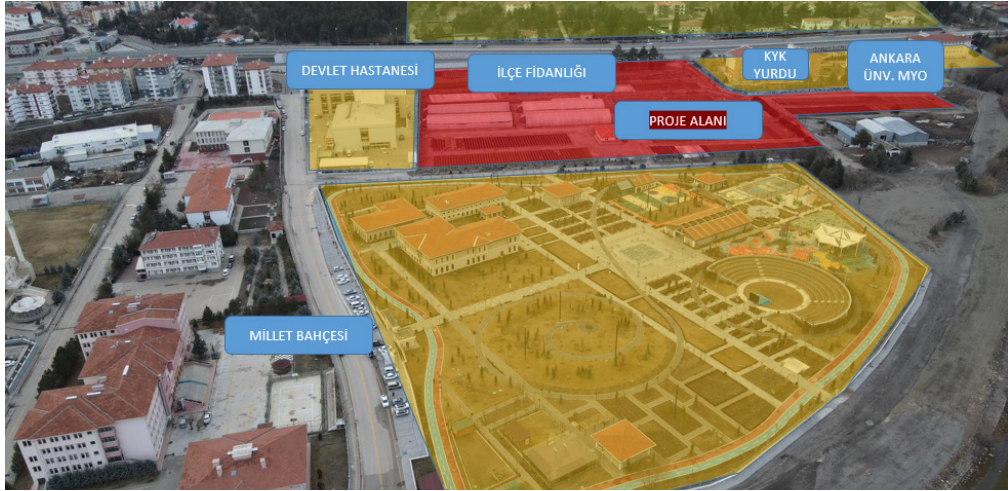 DEVLET HASTANESİ
İLÇE FİDANLIĞI
KYK
YURDU
ANKARA
ÜNV. MYO
PROJE ALANI
MİLLET BAHÇESİ